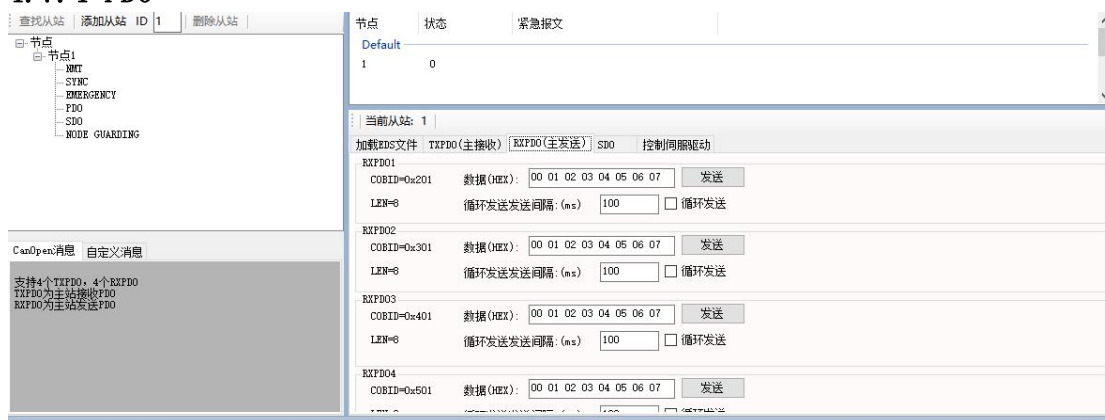 查找从站 添加从站 ID 1 删除从站
节点
节点1
NMT
SYNC
EMERGENCY
PDO
SDO
NODE GUARDING
CanOpen消息 自定义消息
支持4个TXPDO，4个RXPDO
TXPDO为主站接收PDO
RXPDO为主站发送PDO
节点 状态 紧急报文
Default
1 0
当前从站: 1
加载EDS文件 TXPDO(主接收) RXPDO(主发送) SDO 控制伺服驱动
RXPDO1
COBID=0x201 数据(HEX): 00 01 02 03 04 05 06 07 发送
LEN=8 循环发送发送间隔:(ms) 100 循环发送
RXPDO2
COBID=0x301 数据(HEX): 00 01 02 03 04 05 06 07 发送
LEN=8 循环发送发送间隔:(ms) 100 循环发送
RXPDO3
COBID=0x401 数据(HEX): 00 01 02 03 04 05 06 07 发送
LEN=8 循环发送发送间隔:(ms) 100 循环发送
RXPDO4
COBID=0x501 数据(HEX): 00 01 02 03 04 05 06 07 发送